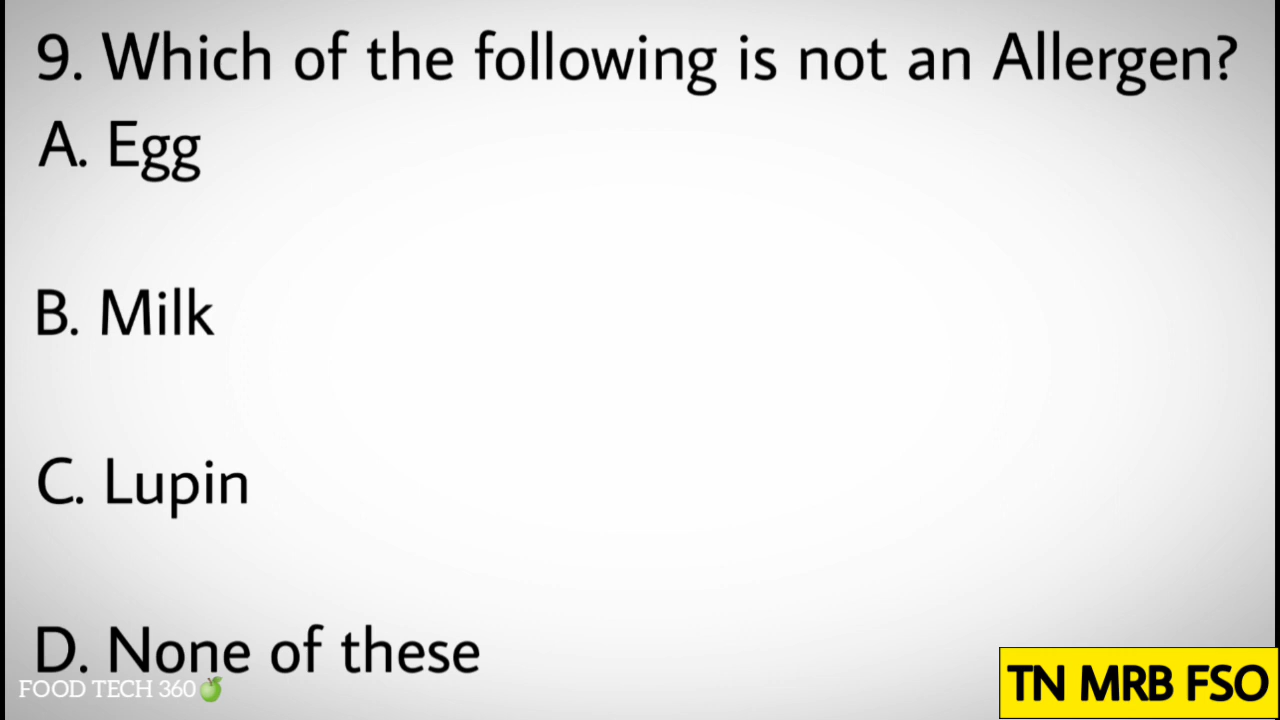 9. Which of the following is not an Allergen?
A. Egg
B. Milk
C. Lupin
D. None of these
FOOD TECH 360
TN MRB FSO